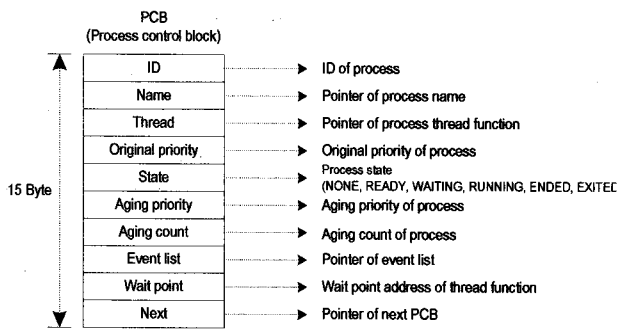 PCB
(Process control block)
ID
ID of process
Name
Pointer of process name
Thread
Pointer of process thread function
Original priority
Original priority of process
State
Process state
(NONE, READY, WAITING, RUNNING, ENDED, EXITED
15 Byte
Aging priority
Aging priority of process
Aging count
Aging count of process
Event list
Pointer of event list
Wait point
Wait point address of thread function
Next
Pointer of next PCB